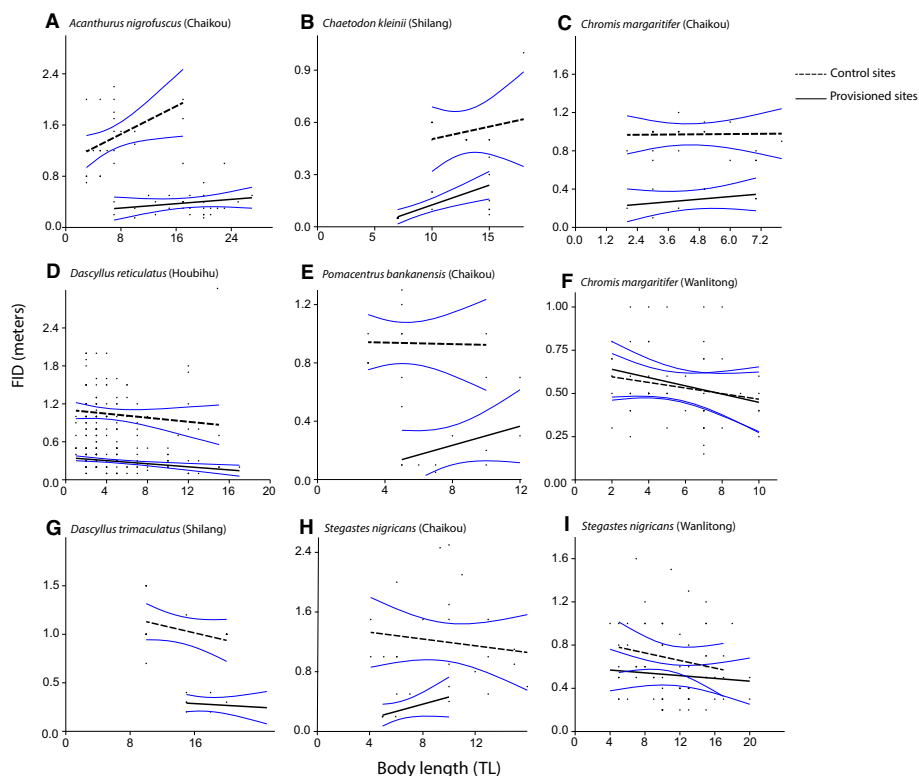 A Acanthurus nigrofuscus (Chaikou)
B Chaetodon kleinii (Shilang)
C Chromis margaritifer (Chaikou)
2.4
1.6
0.8
0.0
0 8 16 24
0.9
0.6
0.3
0.0
0 5 10 15
1.6
1.2
0.8
0.4
0.0
0.0 1.2 2.4 3.6 4.8 6.0 7.2
Control sites
Provisioned sites
D Dascyllus reticulatus (Houbihu)
E Pomacentrus bankanensis (Chaikou)
F Chromis margaritifer (Wanlitong)
FID (meters)
3.0
2.4
1.8
1.2
0.6
0.0
0 4 8 12 16 20
1.2
0.8
0.4
0.0
0 4 8 12
1.00
0.75
0.50
0.25
0 2 4 6 8 10
G Dascyllus trimaculatus (Shilang)
H Stegastes nigricans (Chaikou)
I Stegastes nigricans (Wanlitong)
1.5
1.0
0.5
0.0
0 16
2.4
1.8
1.2
0.6
0.0
0 4 8 12 16
1.6
1.2
0.8
0.4
0.0
0 4 8 12 16 20
Body length (TL)